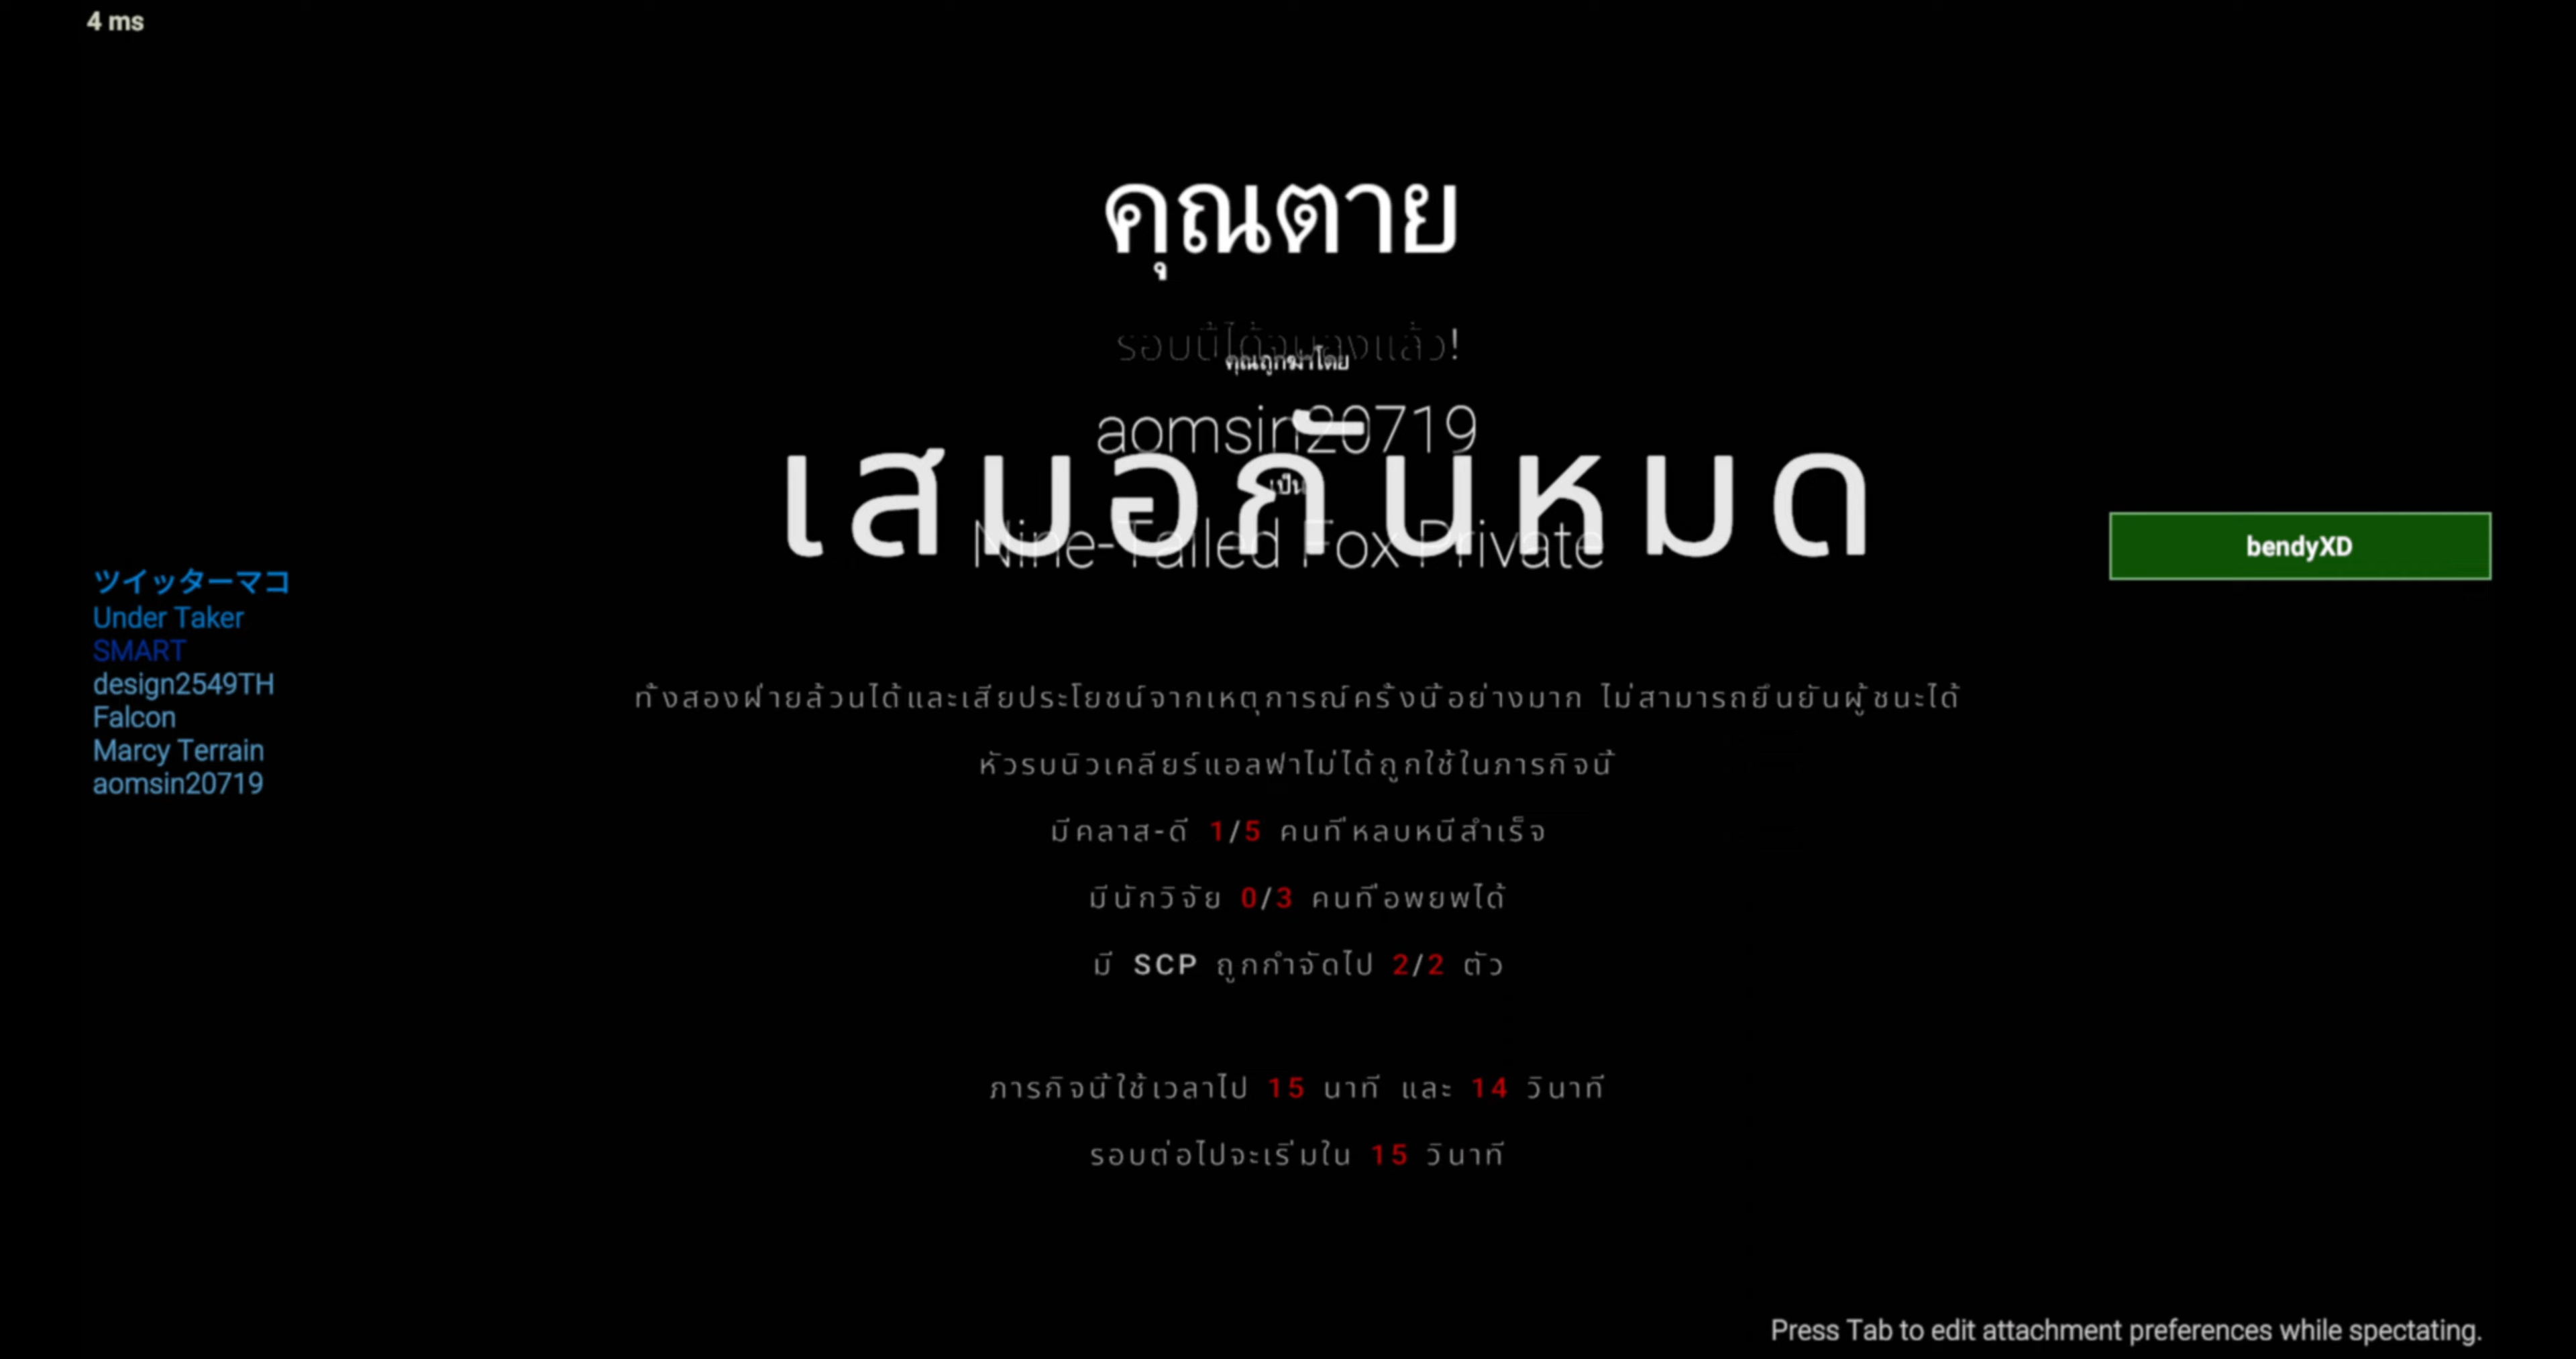 4 ms
คุณตาย
รอบนี้ได้จบลงแล้ว!
คุณถูกฆ่าโดย
aomsin20719
เสมอกันหมด
เป็น
Nine-Tailed Fox Private
bendyXD
ツイッターマコ
Under Taker
SMART
design2549TH
Falcon
Marcy Terrain
aomsin20719
ทั้งสองฝ่ายล้วนได้และเสียประโยชน์จากเหตุการณ์ครั้งนี้อย่างมาก ไม่สามารถยืนยันผู้ชนะได้
หัวรบนิวเคลียร์แอลฟาไม่ได้ถูกใช้ในภารกิจนี้
มีคลาส-ดี 1/5 คนที่หลบหนีสำเร็จ
มีนักวิจัย 0/3 คนที่อพยพได้
มี SCP ถูกกำจัดไป 2/2 ตัว
ภารกิจนี้ใช้เวลาไป 15 นาที และ 14 วินาที
รอบต่อไปจะเริ่มใน 15 วินาที
Press Tab to edit attachment preferences while spectating.